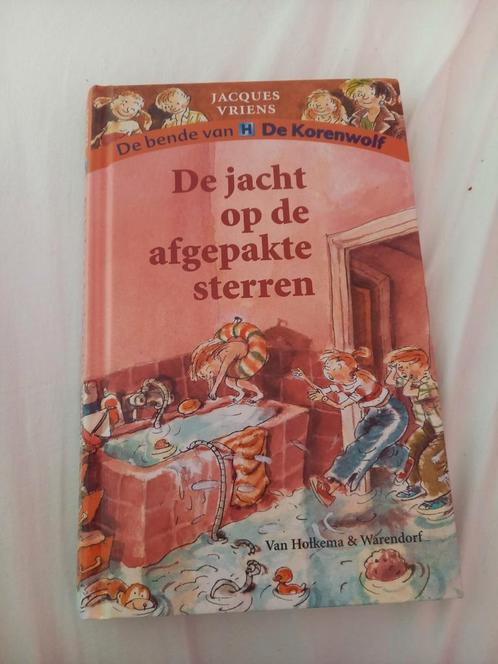 JACQUES
VRIENS
De bende van H De Korenwolf
De jacht
op de
afgepakte
sterren
Van Holkema & Warendorf